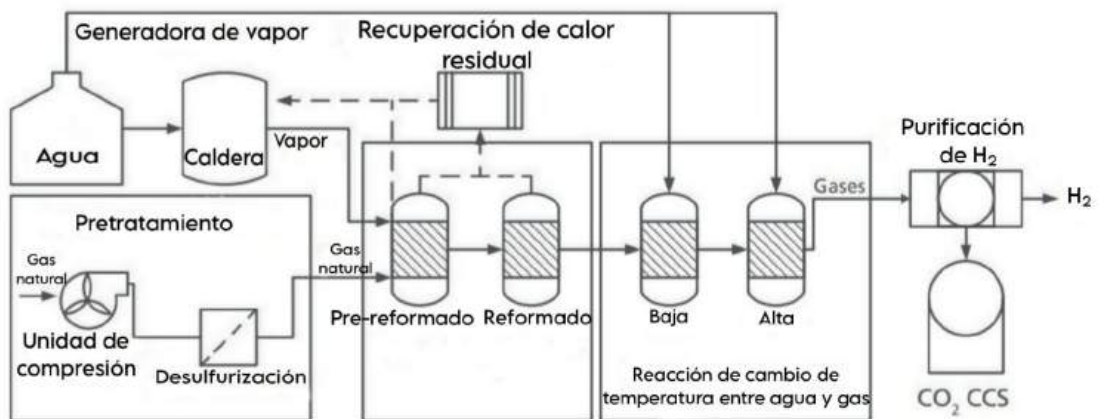 Generadora de vapor
Recuperación de calor
residual
Agua
Caldera
Vapor
Purificación
de H₂
Gases
H₂
Pretratamiento
Gas
natural
Gas
natural
Unidad de
compresión
Desulfurización
Pre-reformado
Reformado
Baja
Alta
Reacción de cambio de
temperatura entre agua y gas
CO₂ CCS